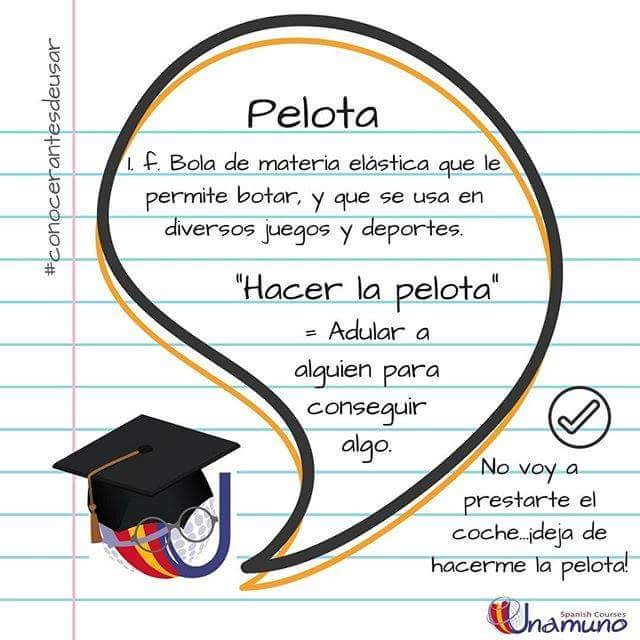 #conocerantesdeusar
Pelota
1. f. Bola de materia elástica que le
permite botar, y que se usa en
diversos juegos y deportes.
"Hacer la pelota"
= Adular a
alguien para
conseguir
algo.
No voy a
prestarte el
coche...¡deja de
hacerme la pelota!
Spanish Courses
Unamuno